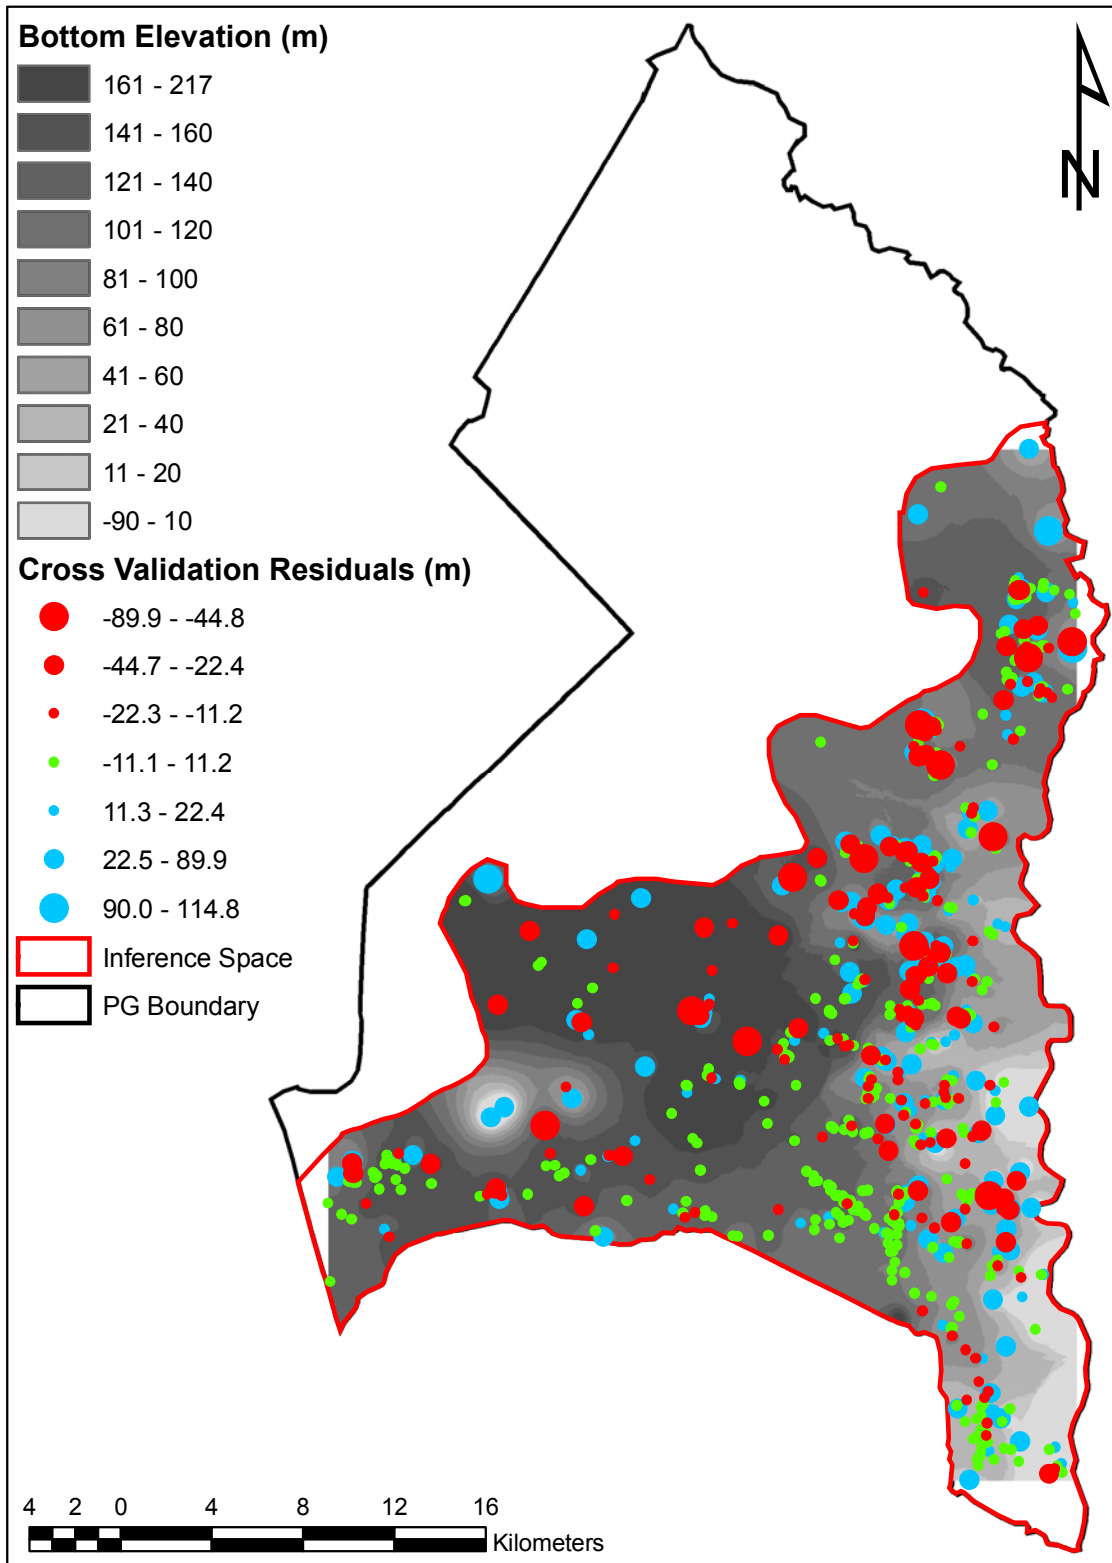 Bottom Elevation (m)
161 - 217
141 - 160
121 - 140
101 - 120
81 - 100
61 - 80
41 - 60
21 - 40
11 - 20
-90 - 10
Cross Validation Residuals (m)
-89.9 - -44.8
-44.7 - -22.4
-22.3 - -11.2
-11.1 - 11.2
11.3 - 22.4
22.5 - 89.9
90.0 - 114.8
Inference Space
PG Boundary
N
4 2 0 4 8 12 16
Kilometers